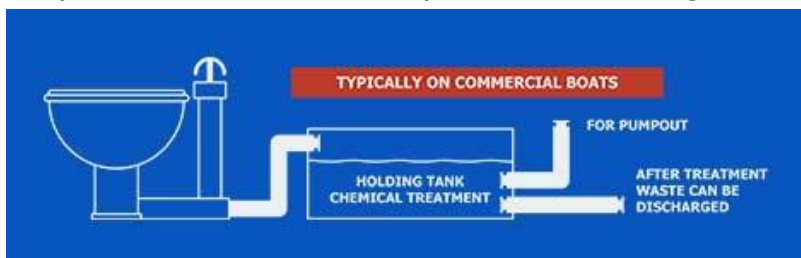 TYPICALLY ON COMMERCIAL BOATS
FOR PUMPOUT
HOLDING TANK
CHEMICAL TREATMENT
AFTER TREATMENT
WASTE CAN BE
DISCHARGED